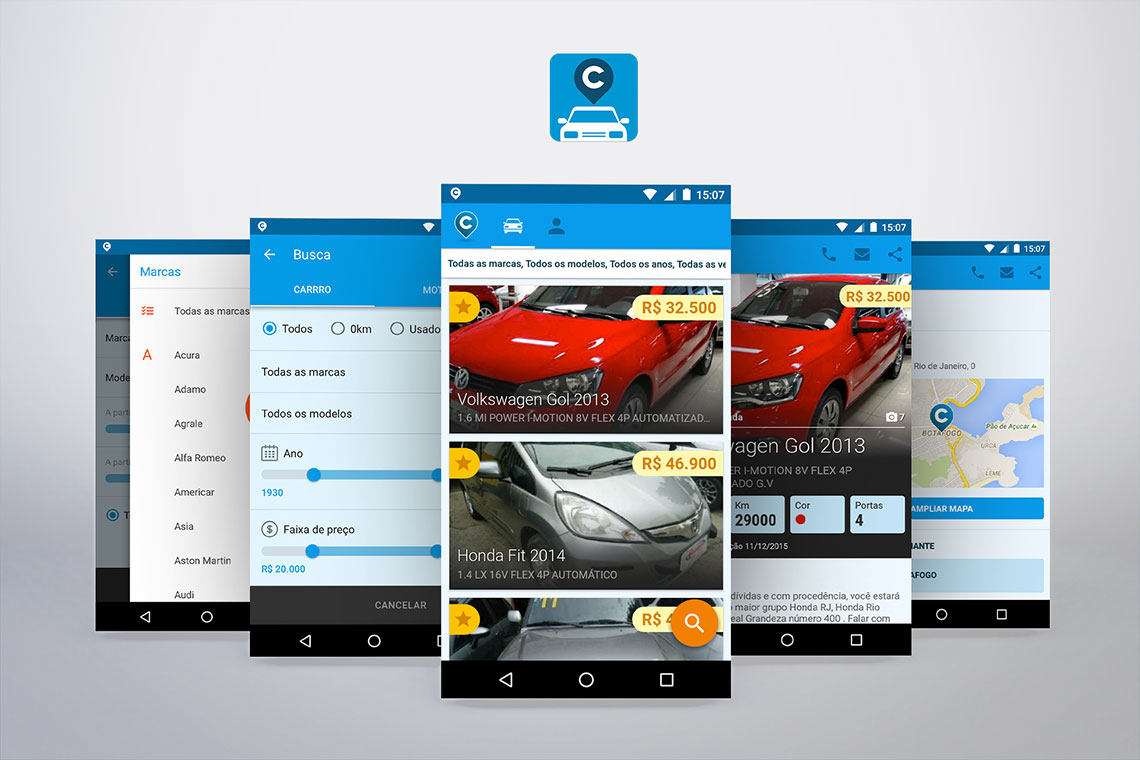 C
Marcas
Todas as marcas
A
Acura
Adamo
Agrale
Alfa Romeo
Americar
Asia
Aston Martin
Audi
Marca
Mode
A parti
A parti
T
Busca
CARRRO
MOT
Todos
0km
Usado
Todas as marcas
Todos os modelos
Ano
1930
$ Faixa de preço
R$ 20.000
CANCELAR
15:07
C
Todas as marcas, Todos os modelos, Todos os anos, Todas as ve
R$ 32.500
Volkswagen Gol 2013
1.6 MI POWER I-MOTION 8V FLEX 4P AUTOMATIZAD...
R$ 46.900
Honda Fit 2014
1.4 LX 16V FLEX 4P AUTOMÁTICO
R$ 4
15:07
R$ 32.500
nda
7
vagen Gol 2013
ER I-MOTION 8V FLEX 4P
ADO G.V
Km
29000
Cor
Portas
4
ção 11/12/2015
dívidas e com procedência, você estará
o maior grupo Honda RJ, Honda Rio
eal Grandeza número 400 . Falar com
15:07
Rio de Janeiro, 0
C
BOTAFOGO
Pão de Açucar
URCA
LEME
AMPLIAR MAPA
IANTE
AFOGO